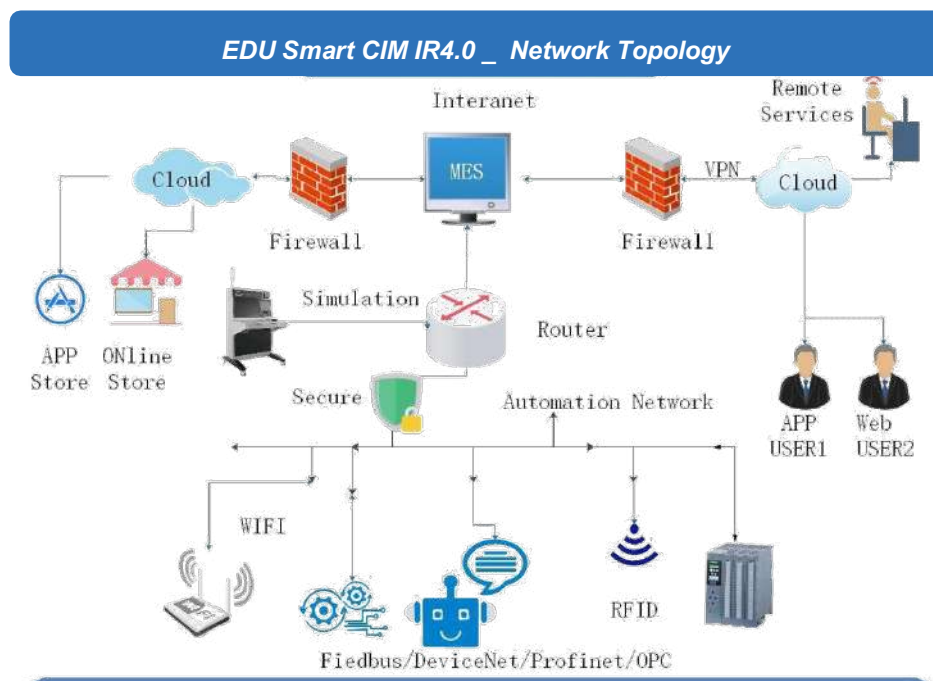 EDU Smart CIM IR4.0 _ Network Topology
Interanet
Remote
Services
MES
VPN
Cloud
Cloud
Firewall
Firewall
Simulation
Router
APP
Store
ONline
Store
Secure
Automation Network
APP
USER1
Web
USER2
WIFI
RFID
Fiedbus/DeviceNet/Profinet/OPC